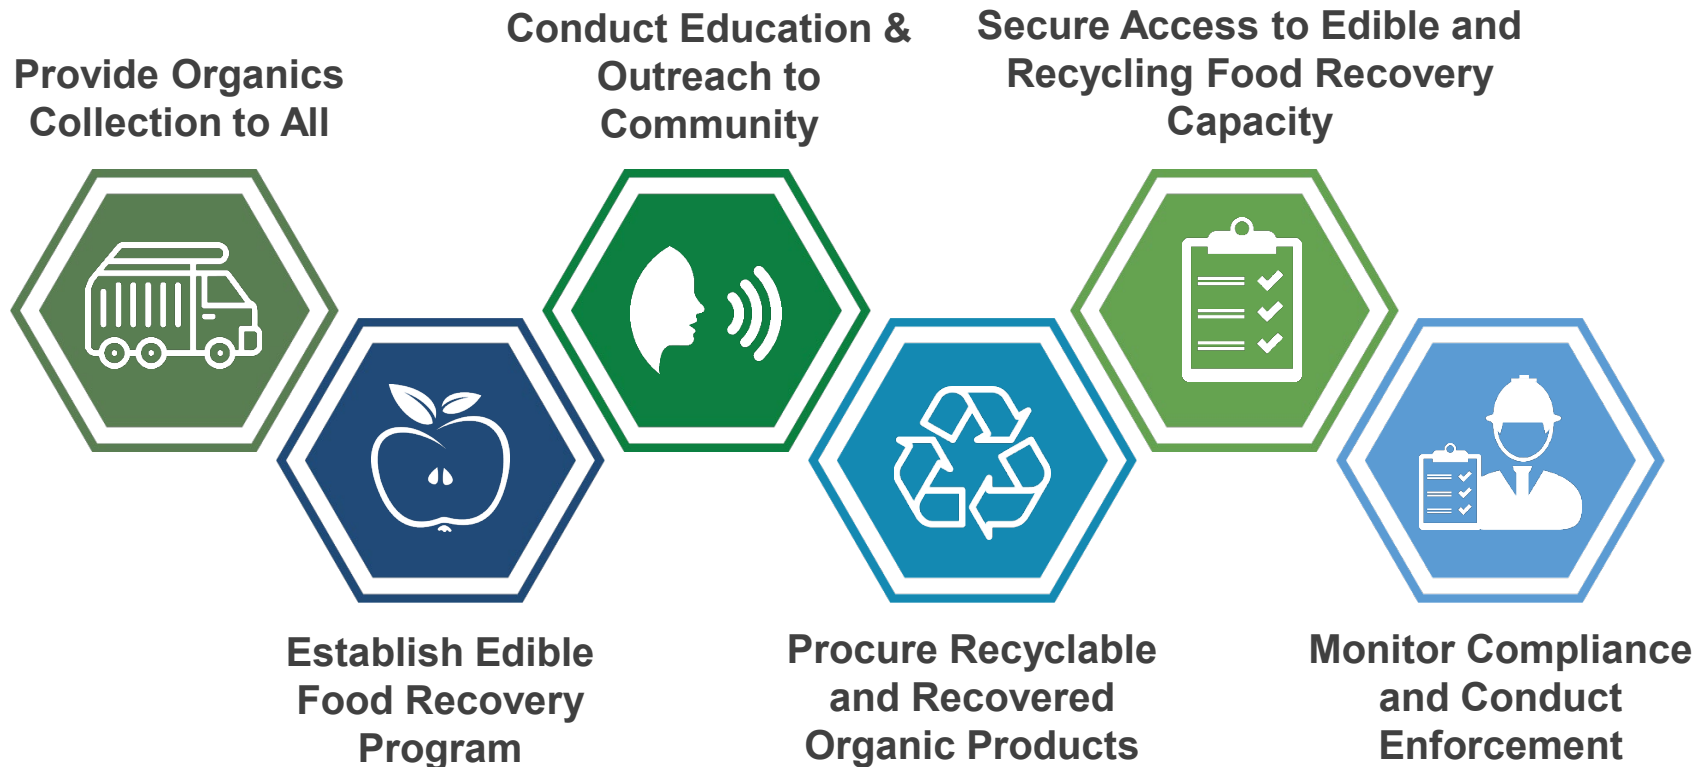 Provide Organics
Collection to All
Establish Edible
Food Recovery
Program
Conduct Education &
Outreach to
Community
Procure Recyclable
and Recovered
Organic Products
Secure Access to Edible and
Recycling Food Recovery
Capacity
Monitor Compliance
and Conduct
Enforcement